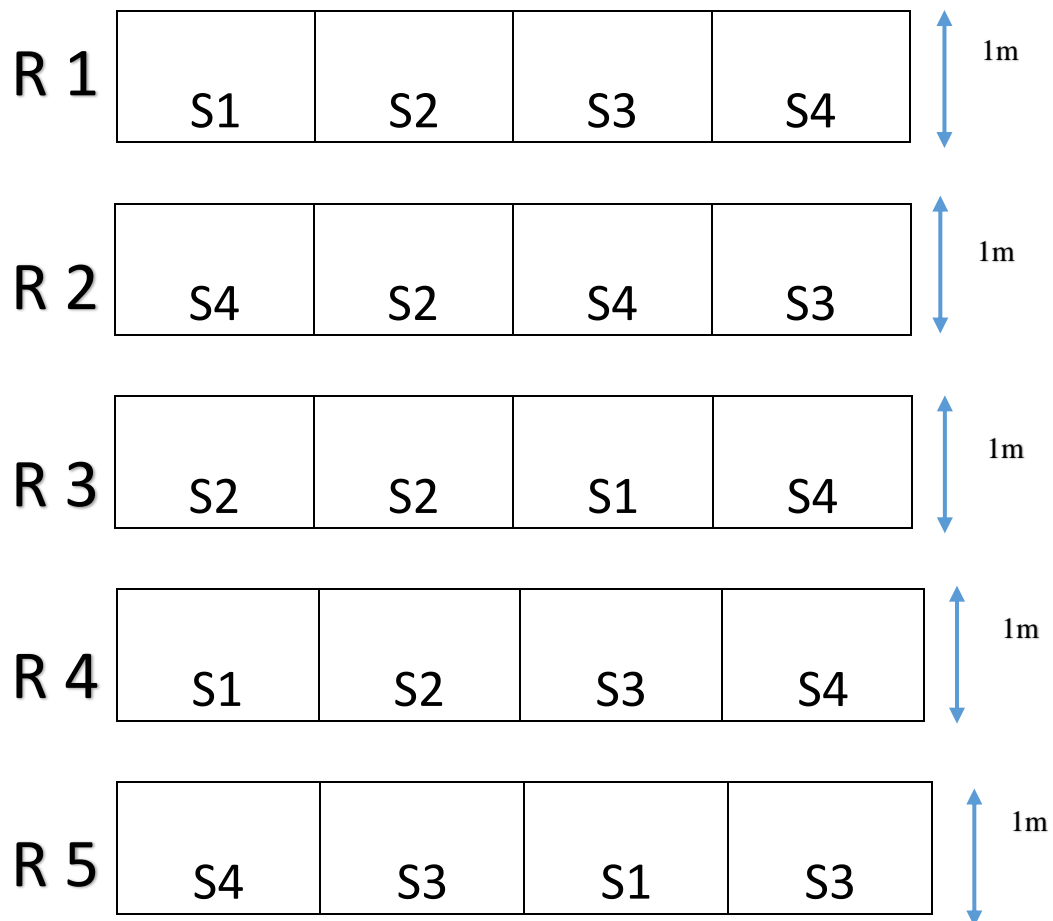 R 1 S1 S2 S3 S4 1m
R 2 S4 S2 S4 S3 1m
R 3 S2 S2 S1 S4 1m
R 4 S1 S2 S3 S4 1m
R 5 S4 S3 S1 S3 1m